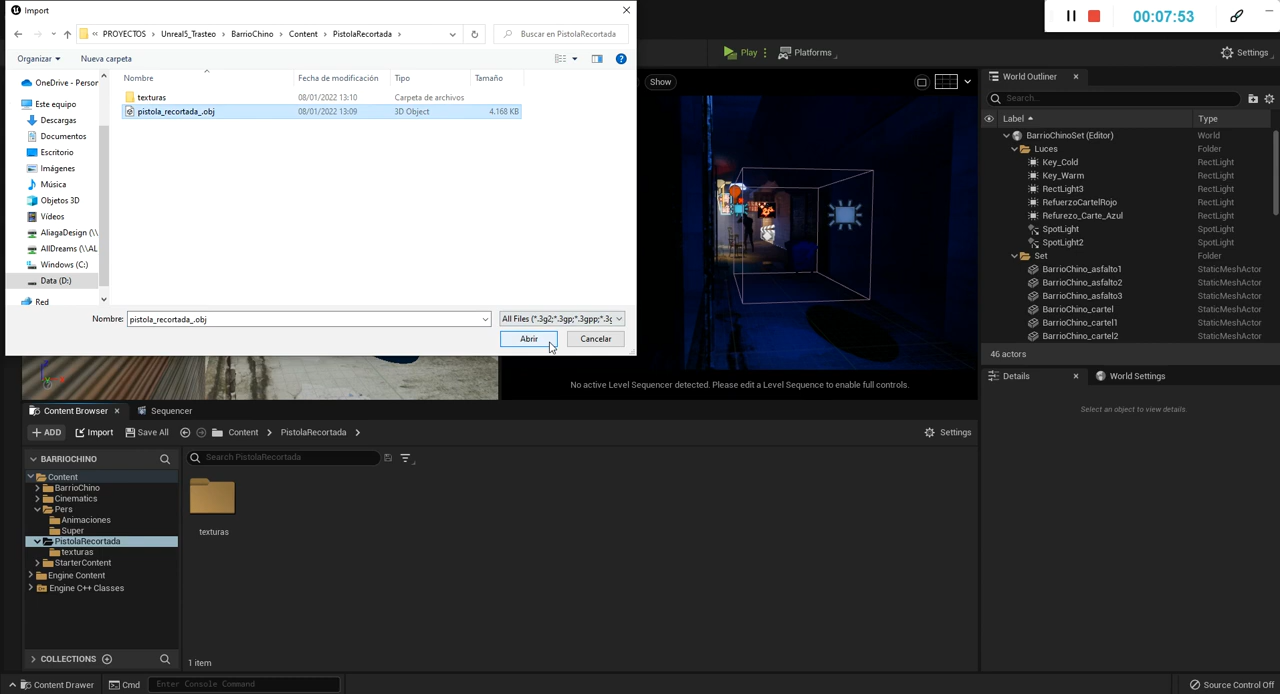 Import
PROYECTOS
Unreal5_Trasteo
BarrioChino
Content
PistolaRecortada
Buscar en PistolaRecortada
Organizar
Nueva carpeta
Nombre
Fecha de modificación
Tipo
Tamaño
texturas
08/01/2022 13:10
Carpeta de archivos
pistola_recortada_.obj
08/01/2022 13:09
3D Object
4.168 KB
OneDrive - Person
Este equipo
Descargas
Documentos
Escritorio
Imágenes
Música
Objetos 3D
Vídeos
AliagaDesign (\\
AllDreams (\\AL
Windows (C:)
Data (D:)
Red
Nombre:
pistola_recortada_.obj
All Files (*.3g2;*.3gp;*.3gpp;*.3g
Abrir
Cancelar
00:07:53
Play
Platforms
Settings
Show
No active Level Sequencer detected. Please edit a Level Sequence to enable full controls.
World Outliner
Search...
Label
Type
BarrioChinoSet (Editor)
World
Luces
Folder
Key_Cold
RectLight
Key_Warm
RectLight
RectLight3
RectLight
RefuerzoCartelRojo
RectLight
Refurezo_Carte_Azul
RectLight
SpotLight
SpotLight
SpotLight2
SpotLight
Set
Folder
BarrioChino_asfalto1
StaticMeshActor
BarrioChino_asfalto2
StaticMeshActor
BarrioChino_asfalto3
StaticMeshActor
BarrioChino_cartel
StaticMeshActor
BarrioChino_cartel1
StaticMeshActor
BarrioChino_cartel2
StaticMeshActor
46 actors
Details
World Settings
Select an object to view details
Content Browser
Sequencer
ADD
Import
Save All
Content
PistolaRecortada
Settings
BARRIOCHINO
Search PistolaRecortada
Content
BarrioChino
Cinematics
Pers
Animaciones
Super
PistolaRecortada
texturas
StarterContent
Engine Content
Engine C++ Classes
texturas
COLLECTIONS
1 item
Content Drawer
Cmd
Enter Console Command
Source Control Off